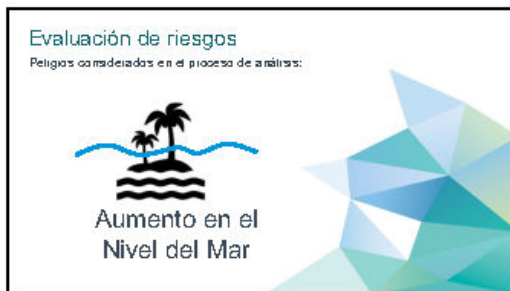 Evaluación de riesgos
Peligros considerados en el proceso de análisis:
Aumento en el
Nivel del Mar